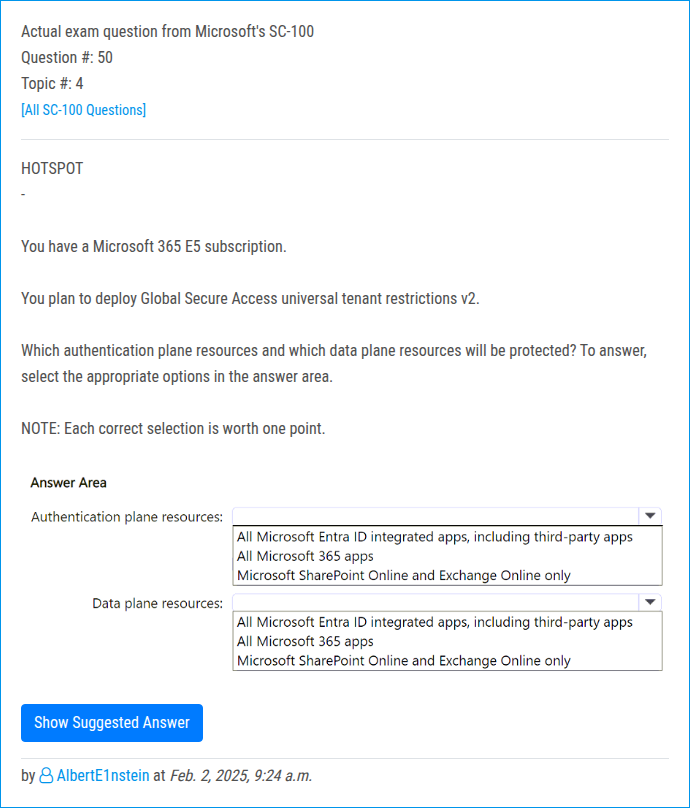 Actual exam question from Microsoft's SC-100
Question #: 50
Topic #: 4
[All SC-100 Questions]
HOTSPOT
-
You have a Microsoft 365 E5 subscription.
You plan to deploy Global Secure Access universal tenant restrictions v2.
Which authentication plane resources and which data plane resources will be protected? To answer,
select the appropriate options in the answer area.
NOTE: Each correct selection is worth one point.
Answer Area
Authentication plane resources:
All Microsoft Entra ID integrated apps, including third-party apps
All Microsoft 365 apps
Microsoft SharePoint Online and Exchange Online only
Data plane resources:
All Microsoft Entra ID integrated apps, including third-party apps
All Microsoft 365 apps
Microsoft SharePoint Online and Exchange Online only
Show Suggested Answer
by AlbertE1nstein at Feb. 2, 2025, 9:24 a.m.